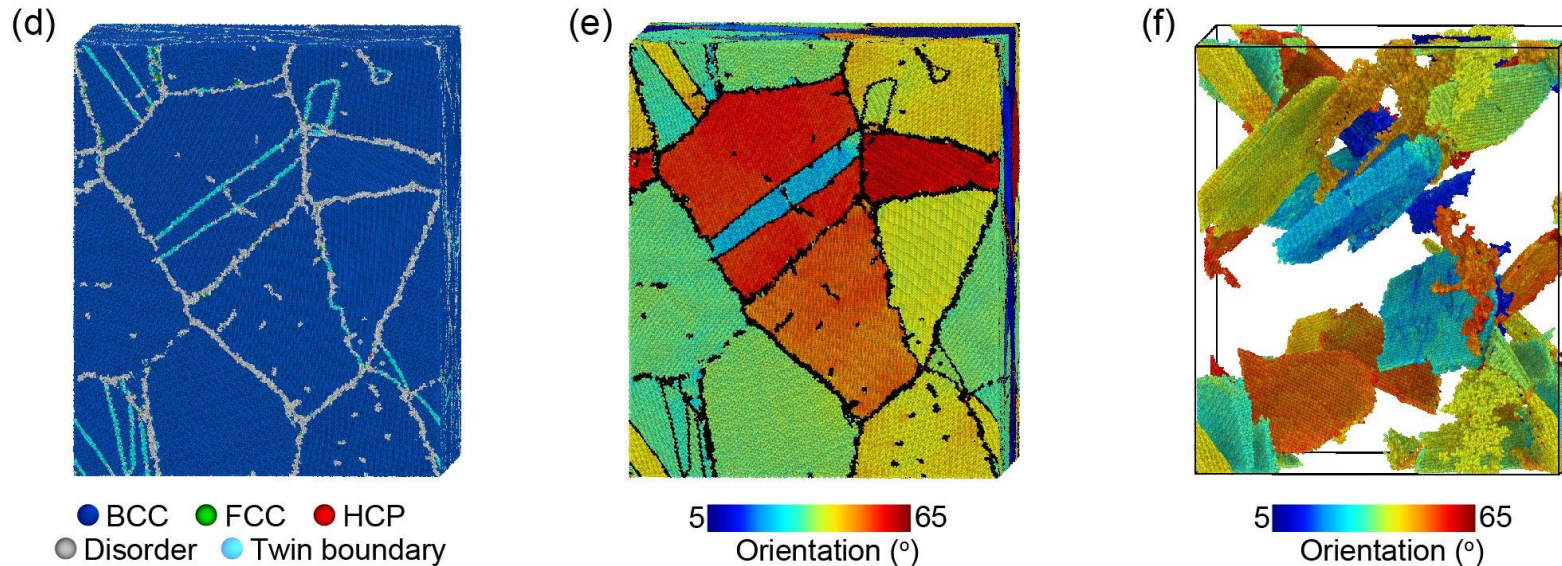 (d)
(e)
(f)
BCC FCC HCP
Disorder Twin boundary
5 65
Orientation (º)
5 65
Orientation (º)